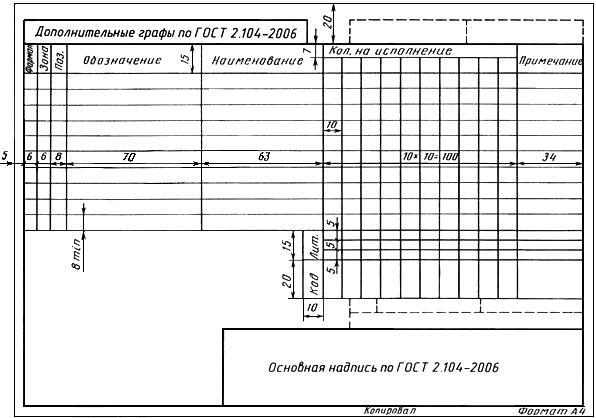 Дополнительные графы по ГОСТ 2.104–2006
20
Формат
Зона
Поз.
Обозначение
15
Наименование
7
Кол. на исполнение
Примечание
10
5
6
6
8
70
63
10× 10= 100
34
8 min
15
20
Лит.
Код
5
5
5
10
Основная надпись по ГОСТ 2.104–2006
Копировал
Формат А4